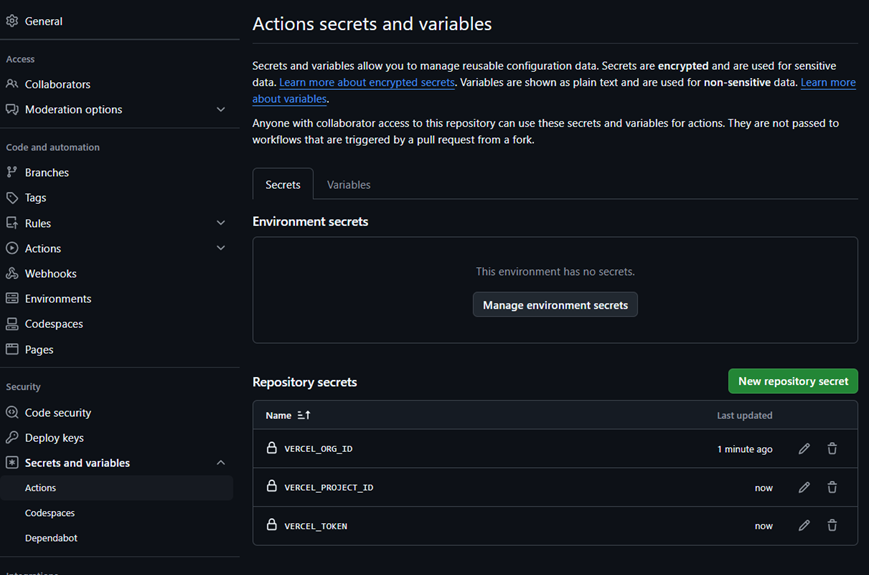 General
Access
Collaborators
Moderation options
Code and automation
Branches
Tags
Rules
Actions
Webhooks
Environments
Codespaces
Pages
Security
Code security
Deploy keys
Secrets and variables
Actions
Codespaces
Dependabot
Integrations
Actions secrets and variables
Secrets and variables allow you to manage reusable configuration data. Secrets are encrypted and are used for sensitive
data. Learn more about encrypted secrets. Variables are shown as plain text and are used for non-sensitive data. Learn more
about variables.
Anyone with collaborator access to this repository can use these secrets and variables for actions. They are not passed to
workflows that are triggered by a pull request from a fork.
Secrets Variables
Environment secrets
This environment has no secrets.
Manage environment secrets
Repository secrets New repository secret
Name Last updated
VERCEL_ORG_ID 1 minute ago
VERCEL_PROJECT_ID now
VERCEL_TOKEN now